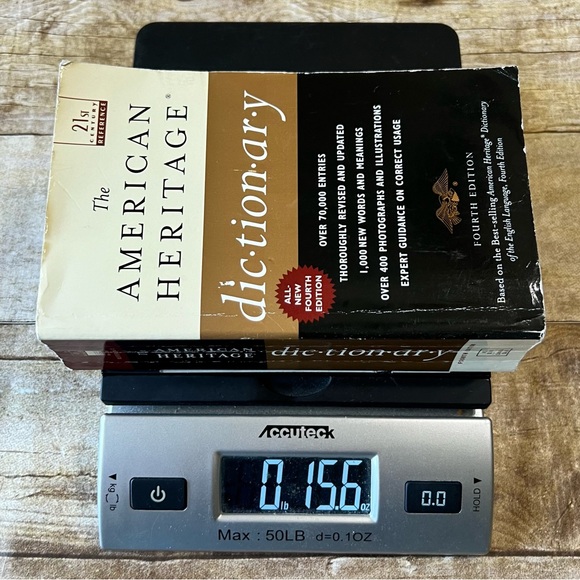 21st
CENTURY
REFERENCE
The
AMERICAN
HERITAGE®
dic·tion·ar·y
ALL-
NEW
FOURTH
EDITION
OVER 70,000 ENTRIES
THOROUGHLY REVISED AND UPDATED
1,000 NEW WORDS AND MEANINGS
OVER 400 PHOTOGRAPHS AND ILLUSTRATIONS
EXPERT GUIDANCE ON CORRECT USAGE
FOURTH EDITION
Based on the Best-selling American Heritage® Dictionary
of the English Language, Fourth Edition
AMERICAN
HERITAGE
dic·tion·ar·y
Accuteck
kg lb
0 lb 15.6 oz
0.0
HOLD
Max : 50LB d=0.1OZ